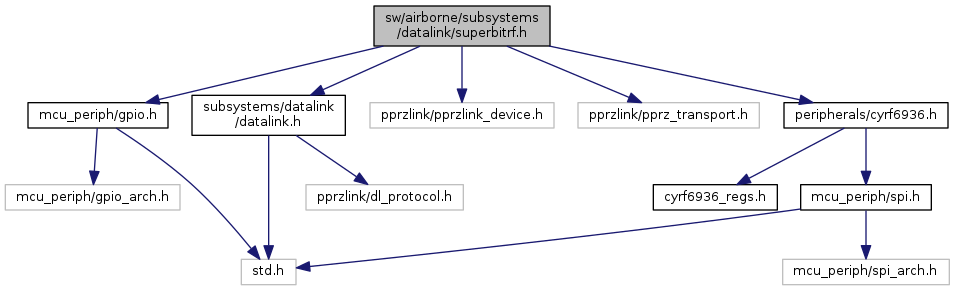 sw/airborne/subsystems
/datalink/superbitrf.h
mcu_periph/gpio.h
subsystems/datalink
/datalink.h
pprzlink/pprzlink_device.h
pprzlink/pprz_transport.h
peripherals/cyrf6936.h
mcu_periph/gpio_arch.h
pprzlink/dl_protocol.h
cyrf6936_regs.h
mcu_periph/spi.h
std.h
mcu_periph/spi_arch.h